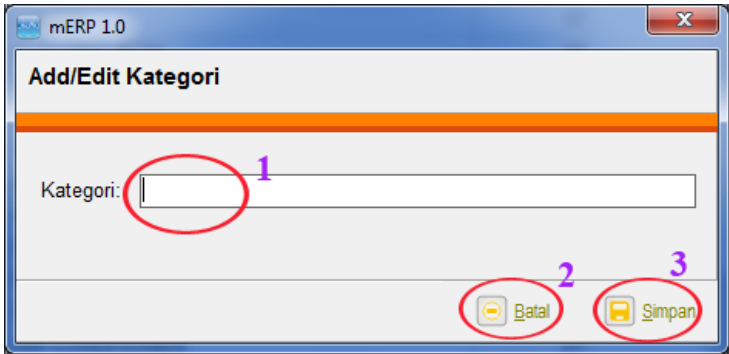 mERP 1.0
Add/Edit Kategori
1
Kategori:
2
3
Batal
Simpan